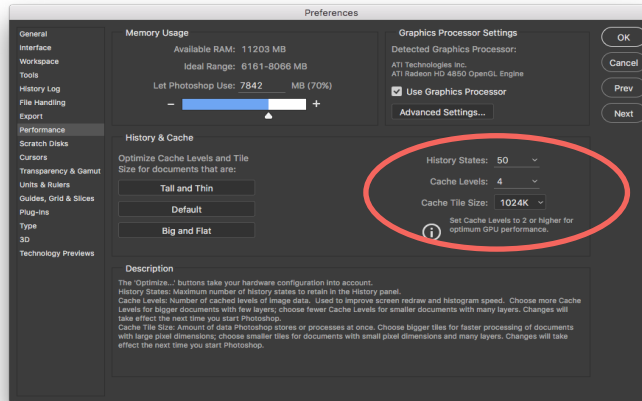 Preferences
General
Interface
Workspace
Tools
History Log
File Handling
Export
Performance
Scratch Disks
Cursors
Transparency & Gamut
Units & Rulers
Guides, Grid & Slices
Plug-Ins
Type
3D
Technology Previews
Memory Usage
Available RAM: 11203 MB
Ideal Range: 6161-8066 MB
Let Photoshop Use: 7842 MB (70%)
− +
Graphics Processor Settings
Detected Graphics Processor:
ATI Technologies Inc.
ATI Radeon HD 4850 OpenGL Engine
Use Graphics Processor
Advanced Settings...
OK
Cancel
Prev
Next
History & Cache
Optimize Cache Levels and Tile
Size for documents that are:
Tall and Thin
Default
Big and Flat
History States: 50
Cache Levels: 4
Cache Tile Size: 1024K
Set Cache Levels to 2 or higher for
optimum GPU performance.
Description
The 'Optimize...' buttons take your hardware configuration into account.
History States: Maximum number of history states to retain in the History panel.
Cache Levels: Number of cached levels of image data. Used to improve screen redraw and histogram speed. Choose more Cache
Levels for bigger documents with few layers; choose fewer Cache Levels for smaller documents with many layers. Changes will
take effect the next time you start Photoshop.
Cache Tile Size: Amount of data Photoshop stores or processes at once. Choose bigger tiles for faster processing of documents
with large pixel dimensions; choose smaller tiles for documents with small pixel dimensions and many layers. Changes will take
effect the next time you start Photoshop.